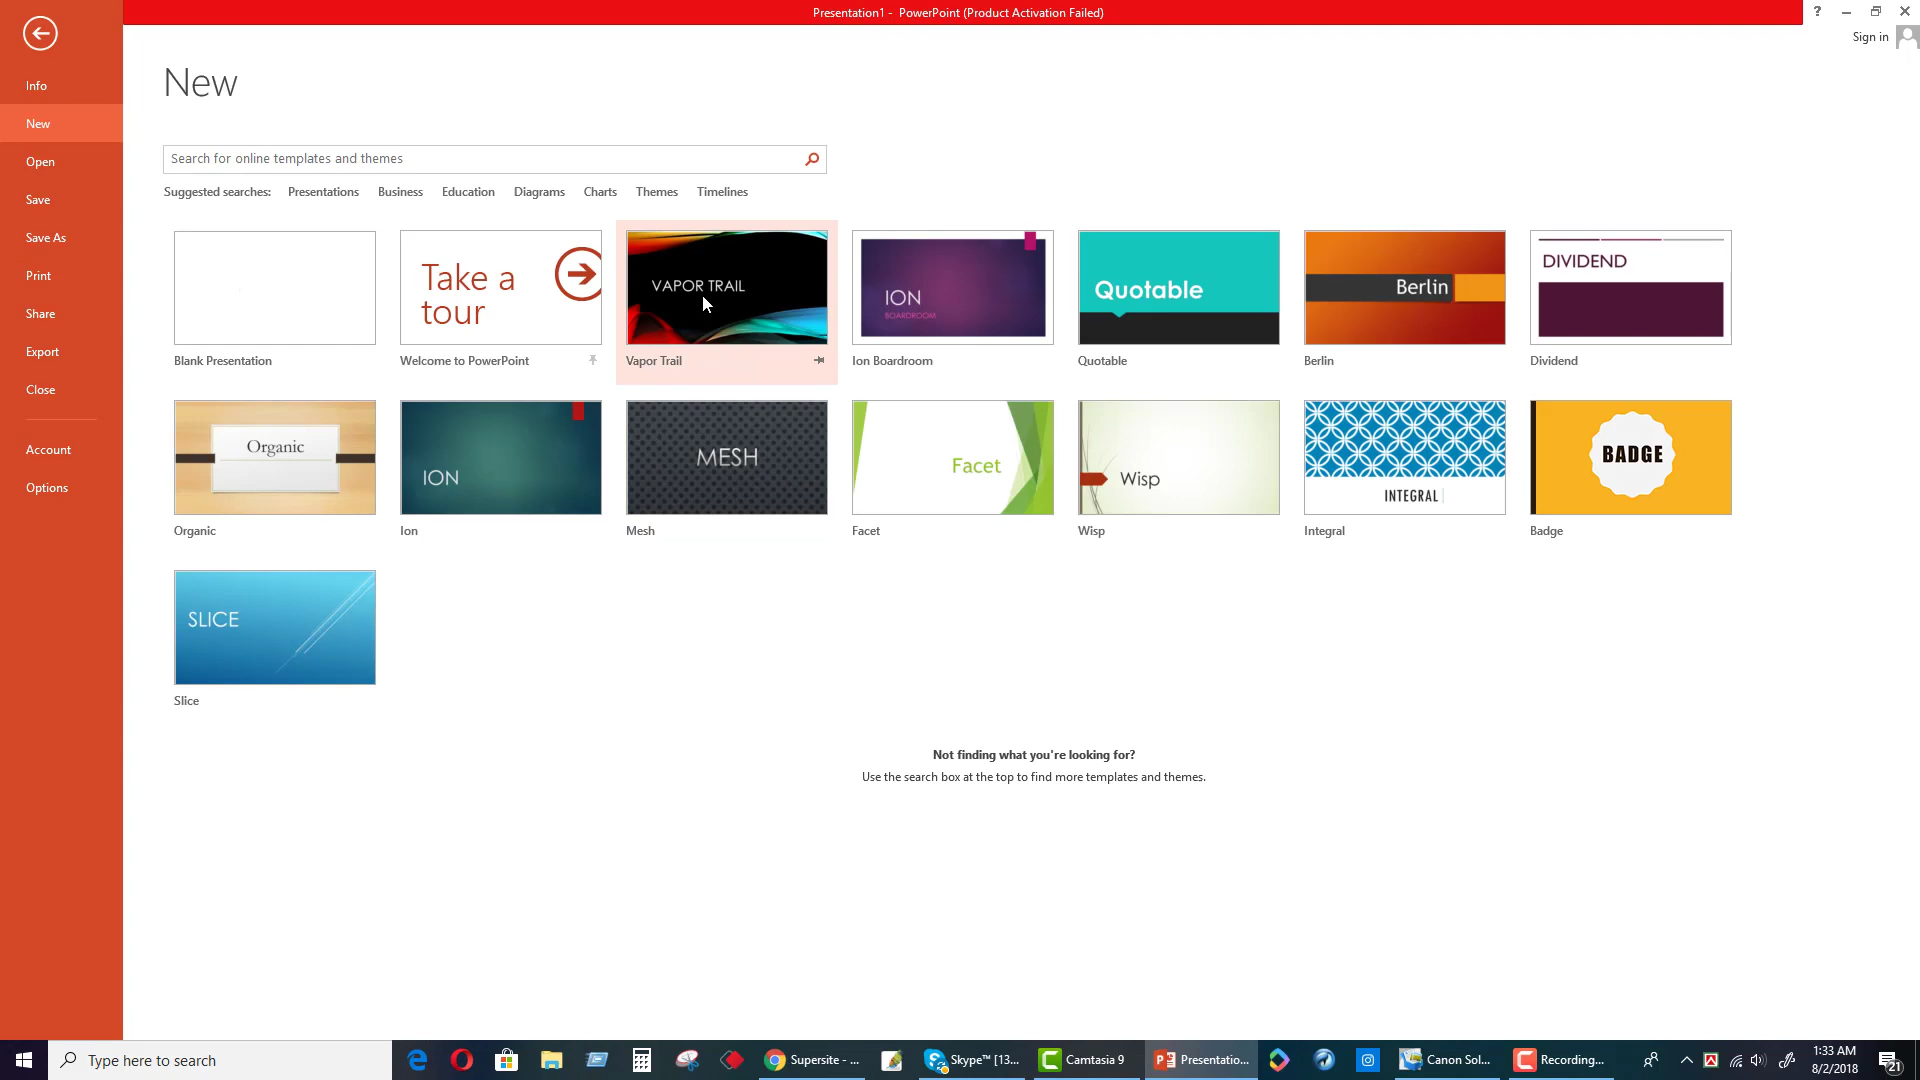 Presentation1 - PowerPoint (Product Activation Failed)
?
Sign in
Info
New
Open
Save
Save As
Print
Share
Export
Close
Account
Options
New
Search for online templates and themes
Suggested searches: Presentations Business Education Diagrams Charts Themes Timelines
Take a
tour
VAPOR TRAIL
ION
BOARDROOM
Quotable
Berlin
DIVIDEND
Blank Presentation
Welcome to PowerPoint
Vapor Trail
Ion Boardroom
Quotable
Berlin
Dividend
Organic
ION
MESH
Facet
Wisp
INTEGRAL
BADGE
Organic
Ion
Mesh
Facet
Wisp
Integral
Badge
SLICE
Slice
Not finding what you're looking for?
Use the search box at the top to find more templates and themes.
Type here to search
Supersite - ...
Skype™ [13...
Camtasia 9
Presentatio...
Canon Sol...
Recording...
1:33 AM
8/2/2018
21